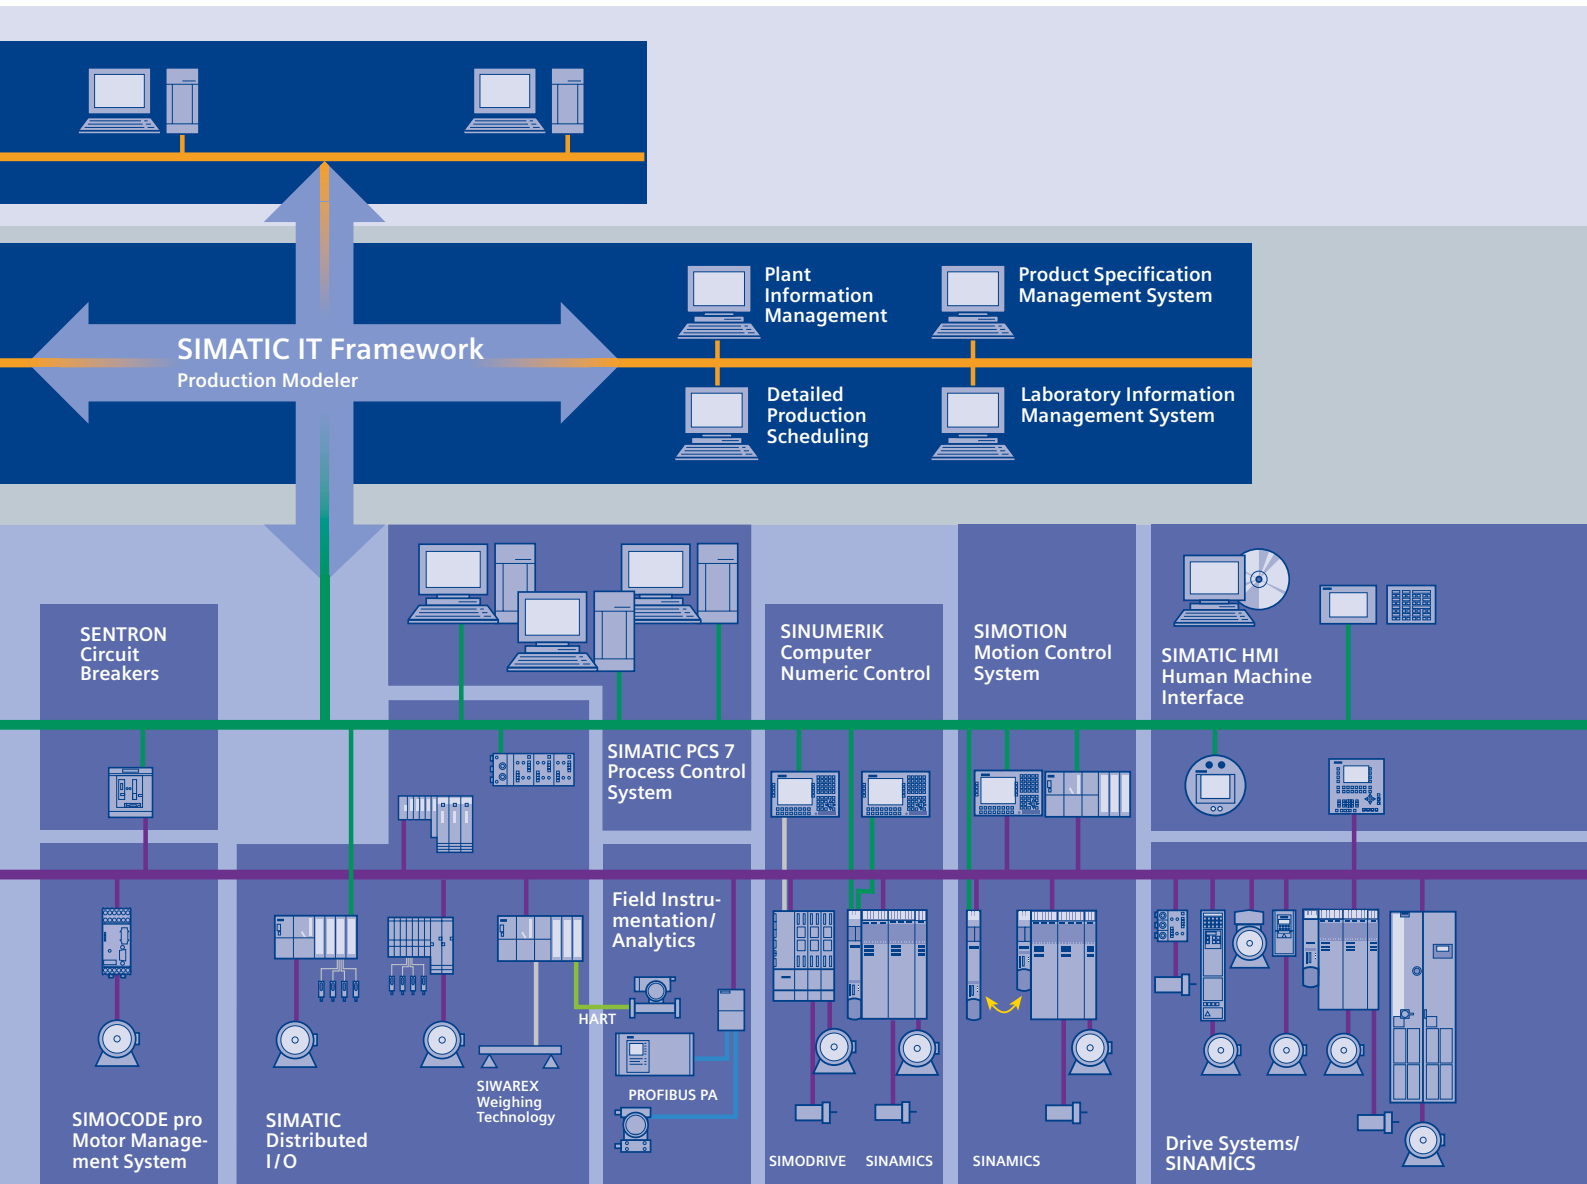 Plant
Information
Management
Product Specification
Management System
SIMATIC IT Framework
Production Modeler
Detailed
Production
Scheduling
Laboratory Information
Management System
SENTRON
Circuit
Breakers
SINUMERIK
Computer
Numeric Control
SIMOTION
Motion Control
System
SIMATIC HMI
Human Machine
Interface
SIMATIC PCS 7
Process Control
System
Field Instru-
mentation/
Analytics
HART
PROFIBUS PA
SIWAREX
Weighing
Technology
SIMOCODE pro
Motor Manage-
ment System
SIMATIC
Distributed
I/O
SIMODRIVE
SINAMICS
SINAMICS
Drive Systems/
SINAMICS